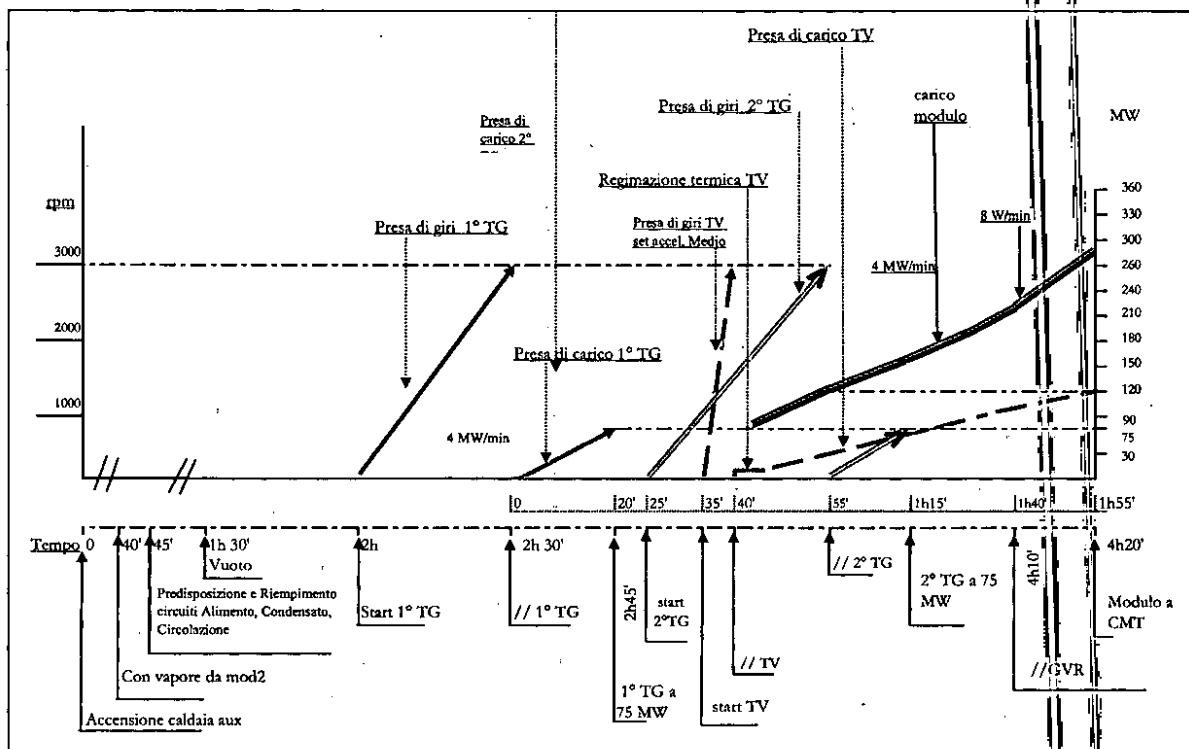 Presa di carico TV
Presa di giri 2° TG
carico
modulo
MW
Presa di
carico 2°
Regimazione termica TV
rpm
Presa di giri 1° TG
Presa di giri TV
set accel. Medio
8 W/min
4 MW/min
3000
2000
1000
360
330
300
260
240
210
180
150
120
90
75
30
Presa di carico 1° TG
4 MW/min
0
20'
25'
35'
40'
55'
1h15'
1h40'
1h55'
Tempo
0
40'
45'
1h 30'
2h
2h 30'
2h45'
4h10'
4h20'
Vuoto
Predisposizione e Riempimento
circuiti Alimento, Condensato,
Circolazione
Start 1° TG
// 1° TG
start
2°TG
// 2° TG
2° TG a 75
MW
Modulo a
CMT
Con vapore da mod2
// TV
//GVR
1° TG a
75 MW
start TV
Accensione caldaia aux